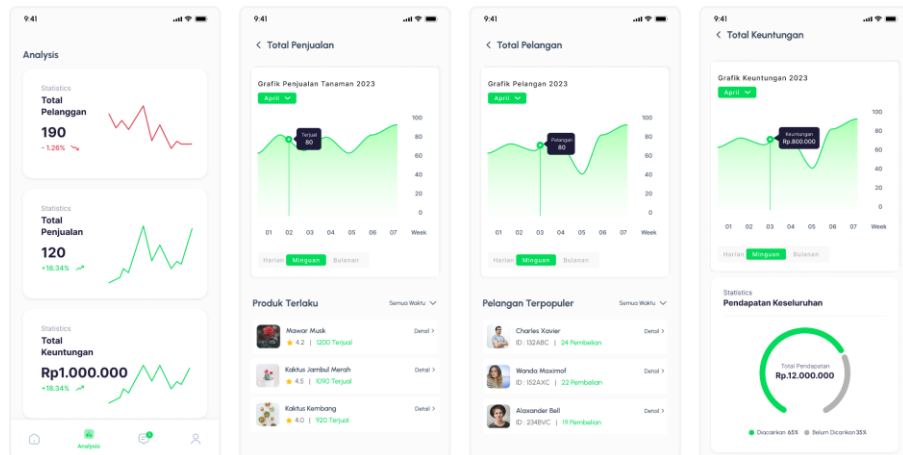 9:41
Analysis
Statistics
Total
Pelanggan
190
- 1.26%
Statistics
Total
Penjualan
120
+18.34%
Statistics
Total
Keuntungan
Rp1.000.000
+18.34%
Analysis
9:41
Total Penjualan
Grafik Penjualan Tanaman 2023
April
Terjual
80
100
80
60
40
20
0
01 02 03 04 05 06 07 Week
Harian Minguan Bulanan
Produk Terlaku Semua Waktu
Mawar Musk Detail >
4.2 | 1200 Terjual
Kaktus Jambul Merah Detail >
4.5 | 1090 Terjual
Kaktus Kembang Detail >
4.0 | 920 Terjual
9:41
Total Pelangan
Grafik Pelangan 2023
April
Pelangan
80
100
80
60
40
20
0
01 02 03 04 05 06 07 Week
Harian Minguan Bulanan
Pelangan Terpopuler Semua Waktu
Charles Xavier Detail >
ID : 132ABC | 24 Pembelian
Wanda Maximof Detail >
ID : 152AXC | 22 Pembelian
Alaxander Bell Detail >
ID : 234BVC | 19 Pembelian
9:41
Total Keuntungan
Grafik Keuntungan 2023
April
Keuntungan
Rp.800.000
100
80
60
40
20
0
01 02 03 04 05 06 07 Week
Harian Minguan Bulanan
Statistics
Pendapatan Keseluruhan
Total Pendapatan
Rp.12.000.000
Diacairkan 65% Belum Dicarikan 35%